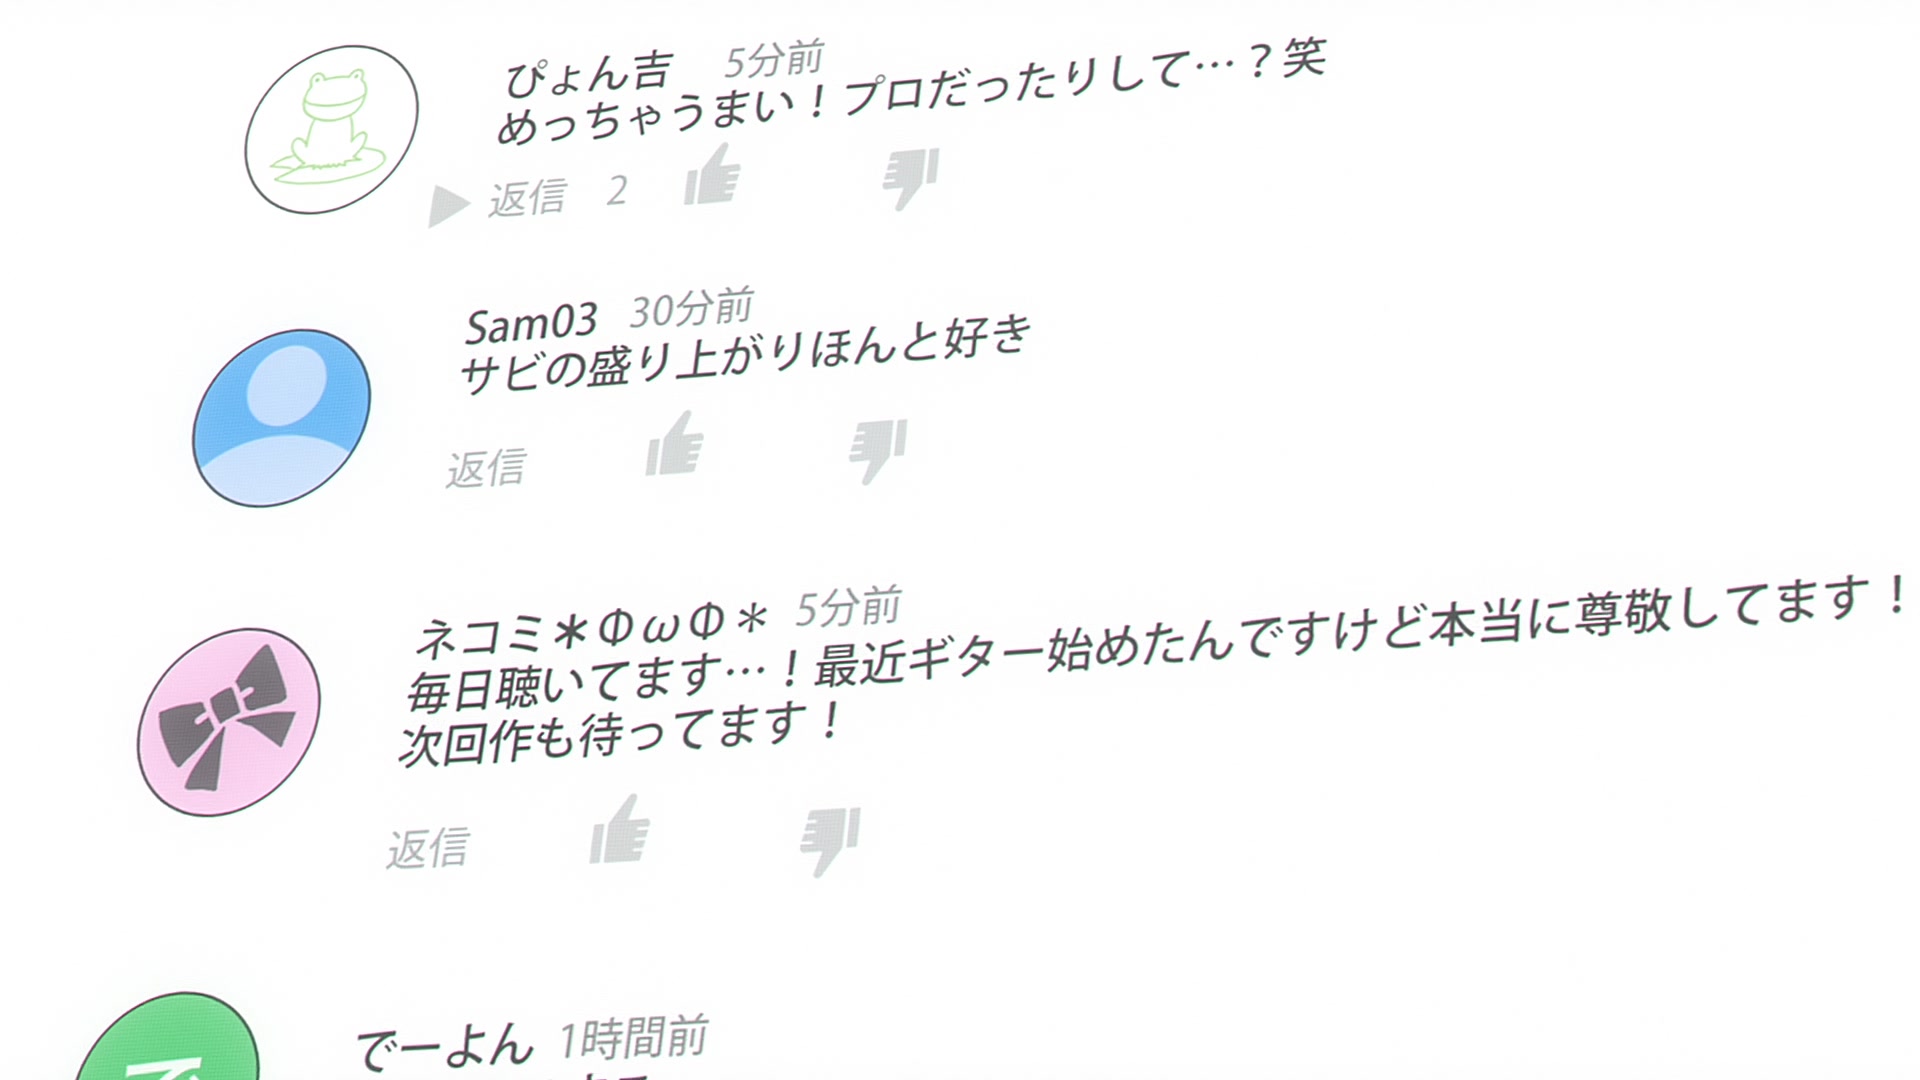 ぴょん吉 5分前
めっちゃうまい！プロだったりして…？笑
返信 2
Sam03 30分前
サビの盛り上がりほんと好き
返信
ネコミ＊ΦωΦ＊ 5分前
毎日聴いてます…！最近ギター始めたんですけど本当に尊敬してます！
次回作も待ってます！
返信
で
でーよん 1時間前